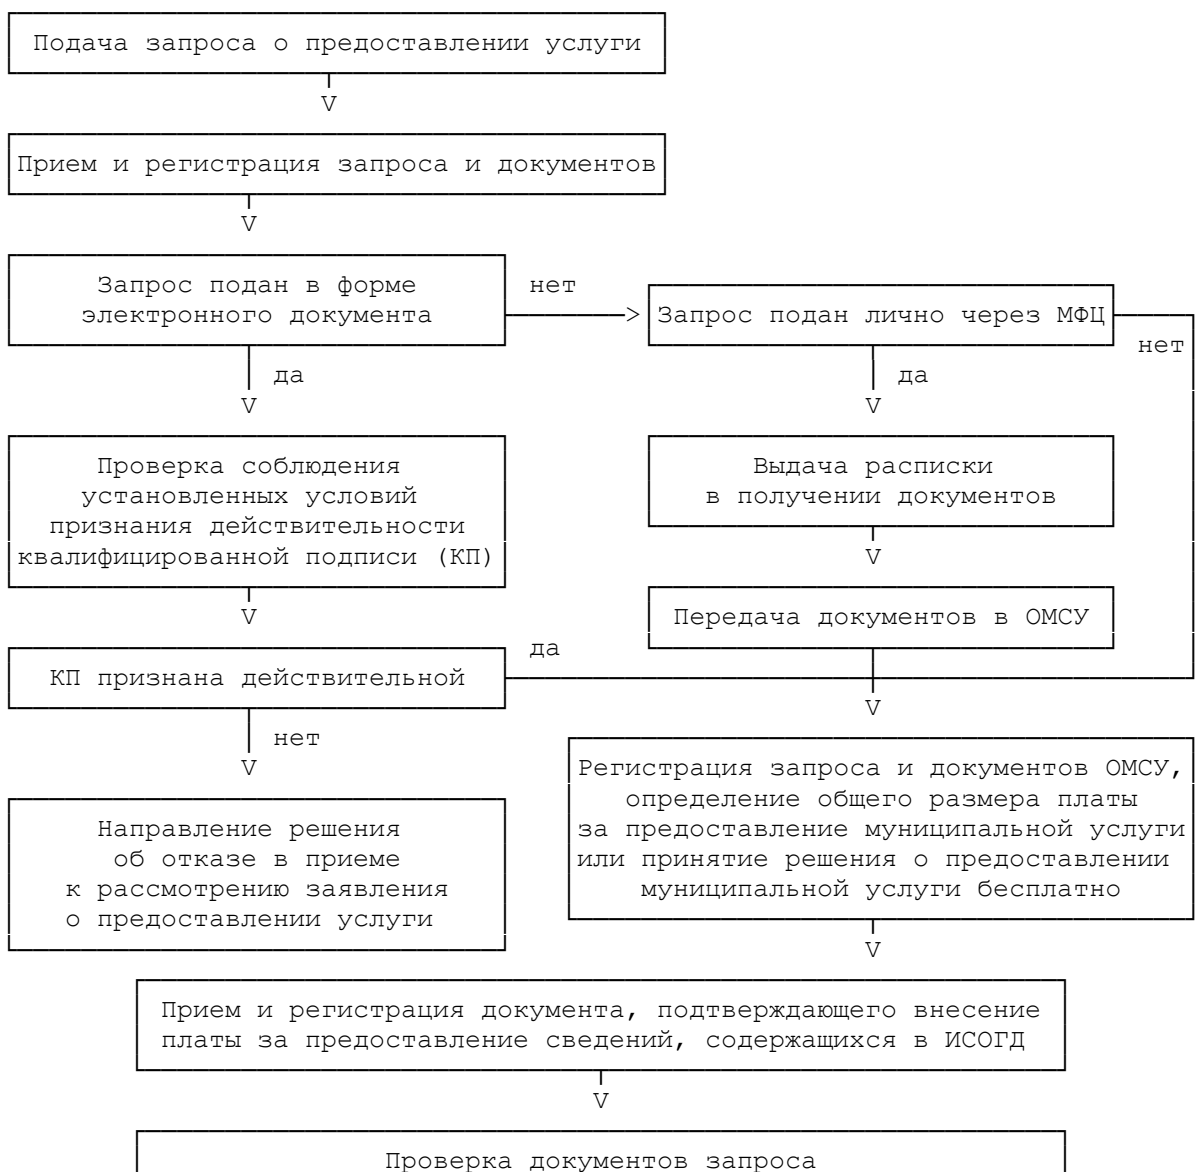 Подача запроса о предоставлении услуги
V
Прием и регистрация запроса и документов
V
Запрос подан в форме
электронного документа
нет
>
Запрос подан лично через МФЦ
нет
да
V
да
V
Проверка соблюдения
установленных условий
признания действительности
квалифицированной подписи (КП)
V
Выдача расписки
в получении документов
V
Передача документов в ОМСУ
КП признана действительной
да
V
нет
V
Направление решения
об отказе в приеме
к рассмотрению заявления
о предоставлении услуги
Регистрация запроса и документов ОМСУ,
определение общего размера платы
за предоставление муниципальной услуги
или принятие решения о предоставлении
муниципальной услуги бесплатно
V
Прием и регистрация документа, подтверждающего внесение
платы за предоставление сведений, содержащихся в ИСОГД
V
Проверка документов запроса